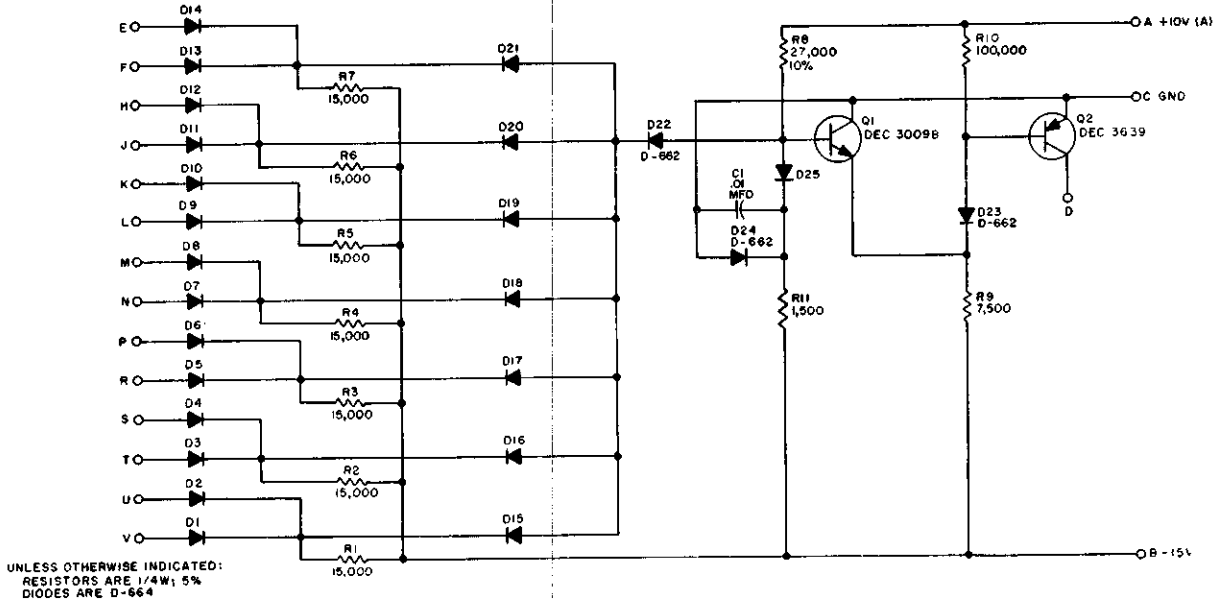 D14
E
D13
F
D21
R7
15,000
D12
H
D11
J
D20
R6
15,000
D10
K
D9
L
D19
R5
15,000
D8
M
D7
N
D18
R4
15,000
D6
P
D5
R
D17
R3
15,000
D4
S
D3
T
D16
R2
15,000
D2
U
D1
V
D15
R1
15,000
D22
D-662
R8
27,000
10%
Q1
DEC 3009B
D25
C1
.01
MFD
D24
D-662
R11
1,500
R10
100,000
A +10V (A)
C GND
Q2
DEC 3639
D
D23
D-662
R9
7,500
B -15V
UNLESS OTHERWISE INDICATED:
RESISTORS ARE 1/4W; 5%
DIODES ARE D-664